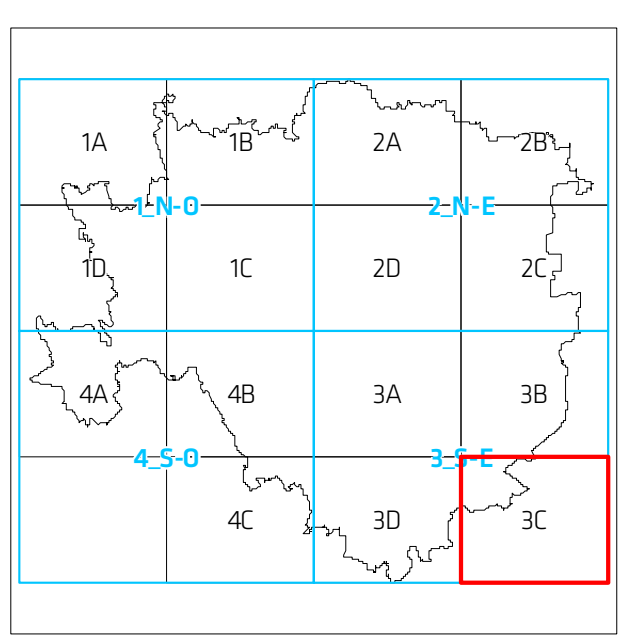 1A 1B 2A 2B
1_N-O 2_N-E
1D 1C 2D 2C
4A 4B 3A 3B
4_S-O 3_S-E
4C 3D 3C